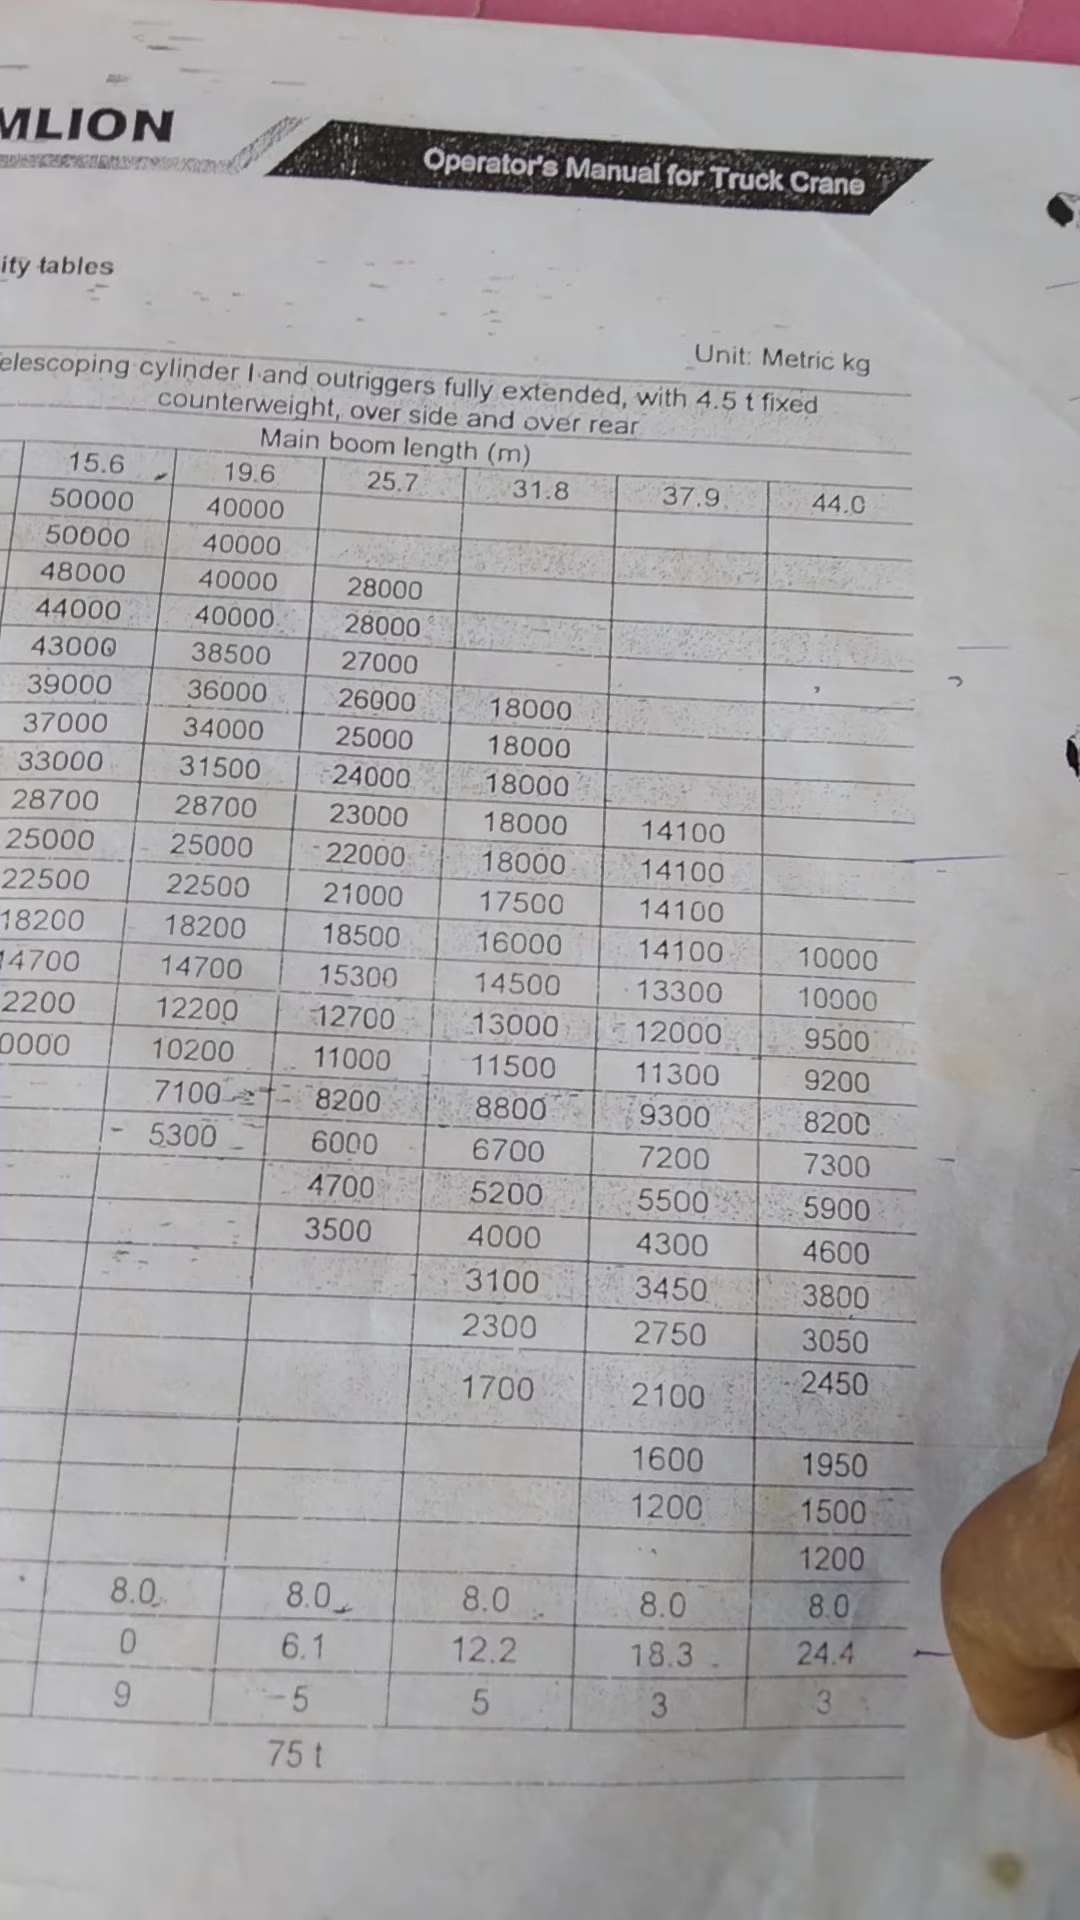 MLION
Operator's Manual for Truck Crane
ity tables
Unit: Metric kg
elescoping cylinder I and outriggers fully extended, with 4.5 t fixed
counterweight, over side and over rear
Main boom length (m)
15.6 19.6 25.7 31.8 37.9 44.0
50000 40000
50000 40000
48000 40000 28000
44000 40000 28000
43000 38500 27000
39000 36000 26000 18000
37000 34000 25000 18000
33000 31500 24000 18000
28700 28700 23000 18000 14100
25000 25000 22000 18000 14100
22500 22500 21000 17500 14100
18200 18200 18500 16000 14100 10000
14700 14700 15300 14500 13300 10000
2200 12200 12700 13000 12000 9500
0000 10200 11000 11500 11300 9200
7100 8200 8800 9300 8200
5300 6000 6700 7200 7300
4700 5200 5500 5900
3500 4000 4300 4600
3100 3450 3800
2300 2750 3050
1700 2100 2450
1600 1950
1200 1500
1200
8.0 8.0 8.0 8.0 8.0
0 6.1 12.2 18.3 24.4
9 5 5 3 3
75 t